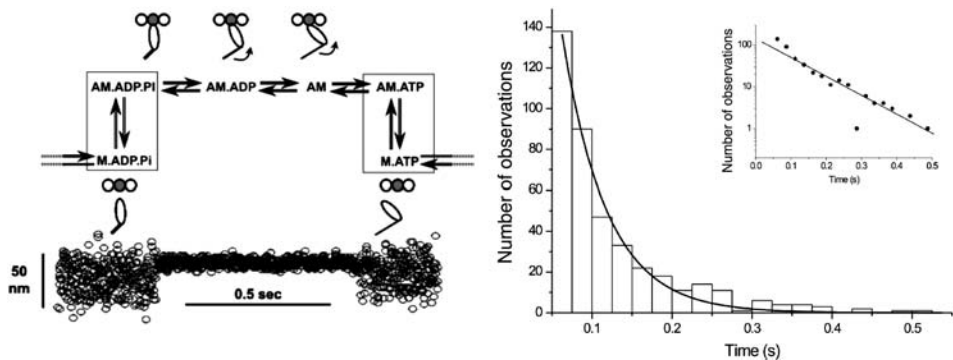 AM.ADP.PI AM.ADP AM AM.ATP
M.ADP.Pi M.ATP
50
nm
0.5 sec
Number of observations
140
120
100
80
60
40
20
0
0.1 0.2 0.3 0.4 0.5
Time (s)
Number of observations
100
10
1
0.0 0.1 0.2 0.3 0.4 0.5
Time (s)